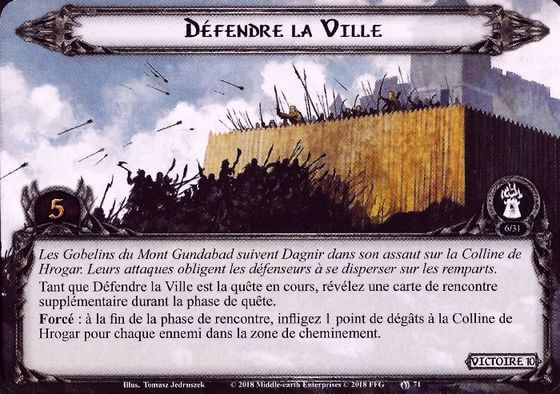 Défendre la Ville
5
6/31
Les Gobelins du Mont Gundabad suivent Dagnir dans son assaut sur la Colline de
Hrogar. Leurs attaques obligent les défenseurs à se disperser sur les remparts.
Tant que Défendre la Ville est la quête en cours, révélez une carte de rencontre
supplémentaire durant la phase de quête.
Forcé : à la fin de la phase de rencontre, infligez 1 point de dégâts à la Colline de
Hrogar pour chaque ennemi dans la zone de cheminement.
VICTOIRE 10
Illus. Tomasz Jedruszek © 2018 Middle-earth Enterprises © 2018 FFG 71